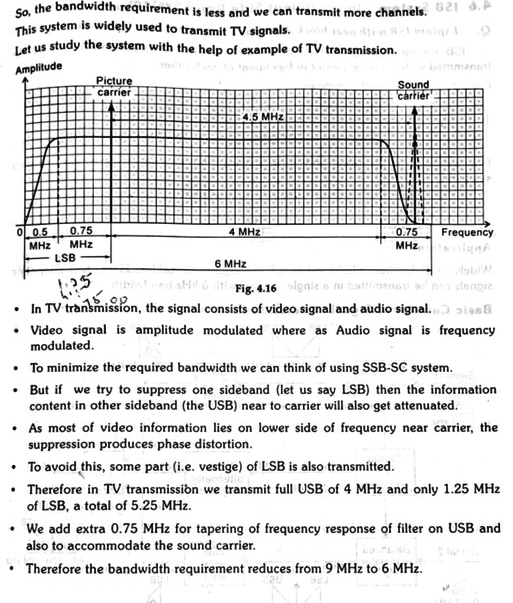 So, the bandwidth requirement is less and we can transmit more channels.
This system is widely used to transmit TV signals.
Let us study the system with the help of example of TV transmission.
Amplitude
Picture
carrier
Sound
carrier
4.5 MHz
0 0.5 0.75 4 MHz 0.75 Frequency
MHz MHz MHz
LSB
6 MHz
Fig. 4.16
• In TV transmission, the signal consists of video signal and audio signal.
• Video signal is amplitude modulated where as Audio signal is frequency
modulated.
• To minimize the required bandwidth we can think of using SSB-SC system.
• But if we try to suppress one sideband (let us say LSB) then the information
content in other sideband (the USB) near to carrier will also get attenuated.
• As most of video information lies on lower side of frequency near carrier, the
suppression produces phase distortion.
• To avoid this, some part (i.e. vestige) of LSB is also transmitted.
• Therefore in TV transmission we transmit full USB of 4 MHz and only 1.25 MHz
of LSB, a total of 5.25 MHz.
• We add extra 0.75 MHz for tapering of frequency response of filter on USB and
also to accommodate the sound carrier.
• Therefore the bandwidth requirement reduces from 9 MHz to 6 MHz.